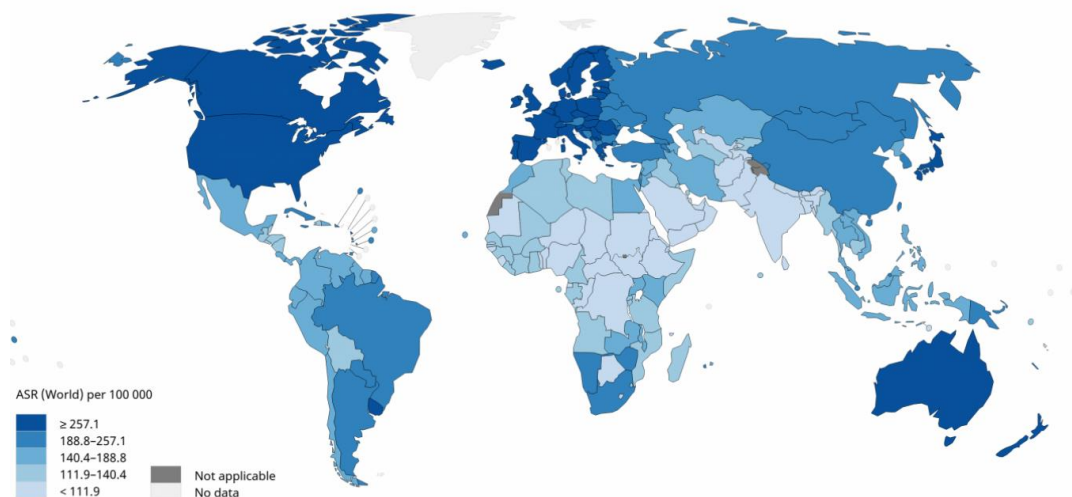 ASR (World) per 100 000
≥ 257.1
188.8–257.1
140.4–188.8
111.9–140.4
< 111.9
Not applicable
No data